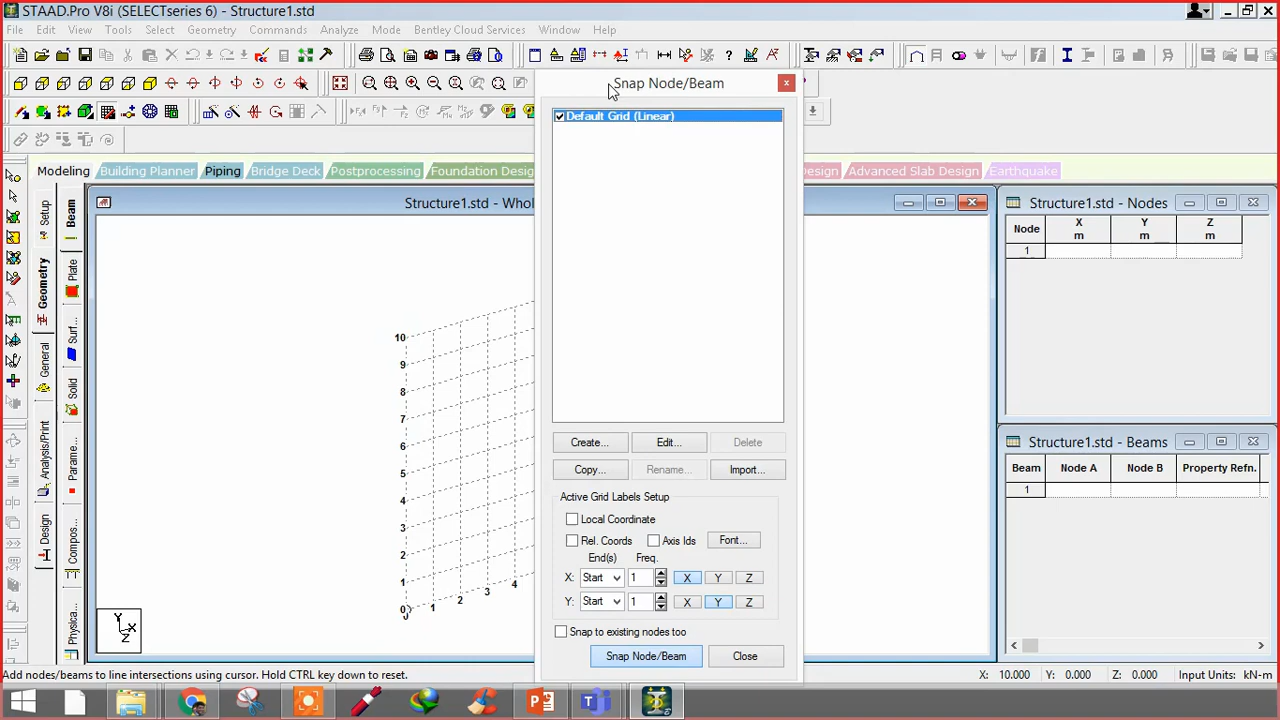 STAAD.Pro V8i (SELECTseries 6) - Structure1.std
File Edit View Tools Select Geometry Commands Analyze Mode Bentley Cloud Services Window Help
Snap Node/Beam
Default Grid (Linear)
Modeling Building Planner Piping Bridge Deck Postprocessing Foundation Desig Design Advanced Slab Design Earthquake
Structure1.std - Whol
Structure1.std - Nodes
Node X m Y m Z m
1
Setup
Geometry
General
Analysis/Print
Design
Beam
Plate
Surf...
Solid
Parame...
Compos...
Physica...
10
9
8
7
6
5
4
3
2
1
0
0 1 2 3 4
Y
X
Z
Create... Edit... Delete
Copy... Rename... Import...
Active Grid Labels Setup
Local Coordinate
Rel. Coords Axis Ids Font...
End(s) Freq.
X: Start 1 X Y Z
Y: Start 1 X Y Z
Snap to existing nodes too
Snap Node/Beam Close
Structure1.std - Beams
Beam Node A Node B Property Refn.
1
Add nodes/beams to line intersections using cursor. Hold CTRL key down to reset.
X: 10.000 Y: 0.000 Z: 0.000 Input Units: kN-m